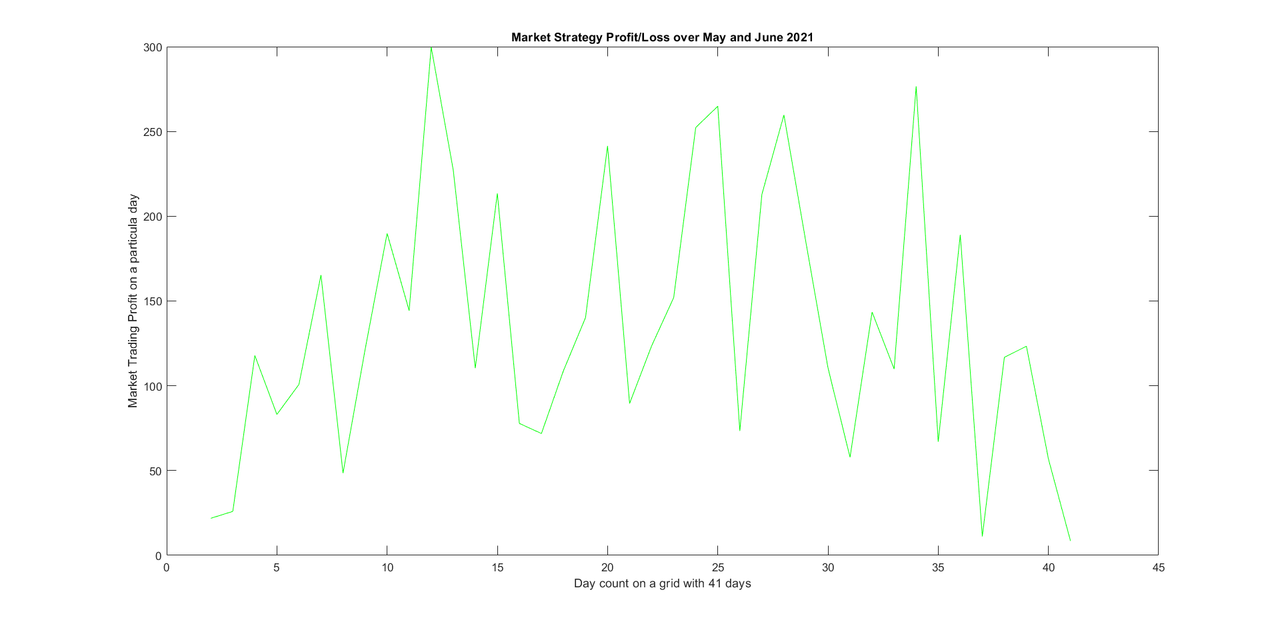 Market Strategy Profit/Loss over May and June 2021
300
250
200
150
100
50
0
Market Trading Profit on a particula day
0 5 10 15 20 25 30 35 40 45
Day count on a grid with 41 days